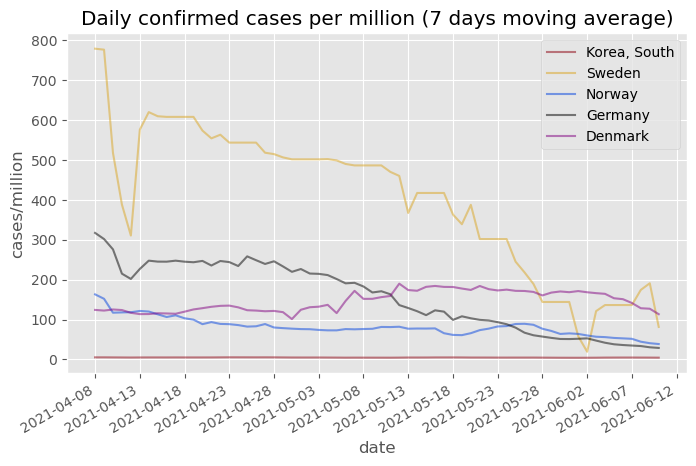 Daily confirmed cases per million (7 days moving average)
800
700
600
500
400
300
200
100
0
cases/million
Korea, South
Sweden
Norway
Germany
Denmark
2021-04-08
2021-04-13
2021-04-18
2021-04-23
2021-04-28
2021-05-03
2021-05-08
2021-05-13
2021-05-18
2021-05-23
2021-05-28
2021-06-02
2021-06-07
2021-06-12
date